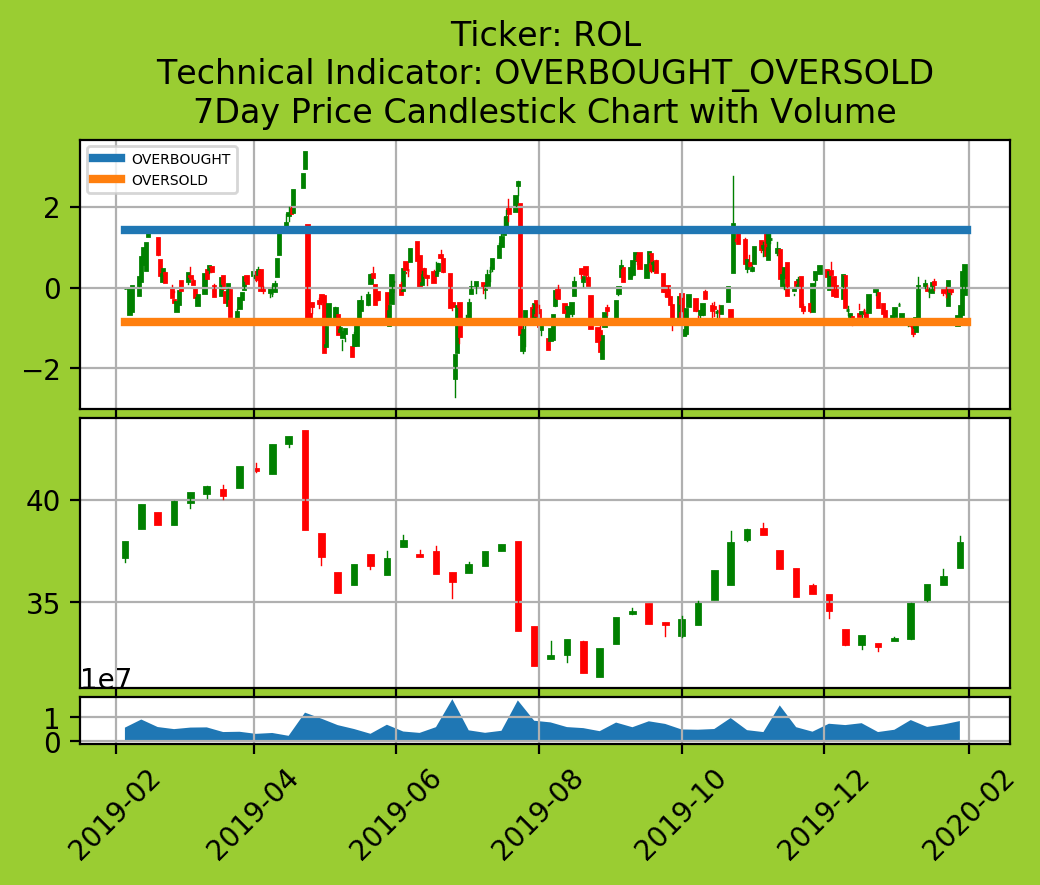 Ticker: ROL
Technical Indicator: OVERBOUGHT_OVERSOLD
7Day Price Candlestick Chart with Volume
OVERBOUGHT
OVERSOLD
2
0
−2
40
35
1e7
1
0
2019-02
2019-04
2019-06
2019-08
2019-10
2019-12
2020-02